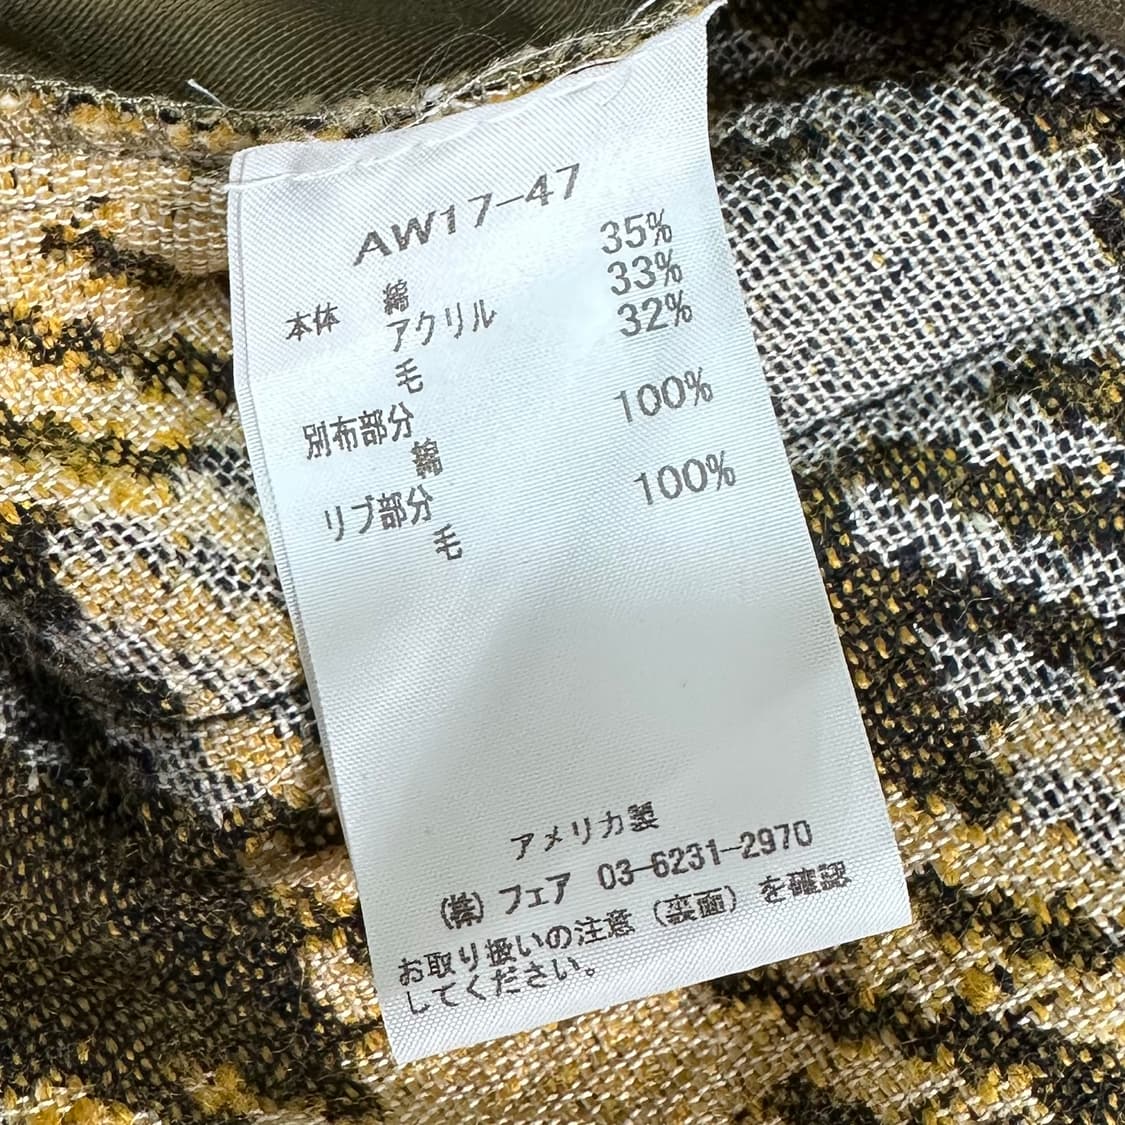 AW17-47
本体 綿 35%
アクリル 33%
毛 32%
別布部分
綿 100%
リブ部分
毛 100%
アメリカ製
(株) フェア 03-6231-2970
お取り扱いの注意(裏面)を確認
してください。